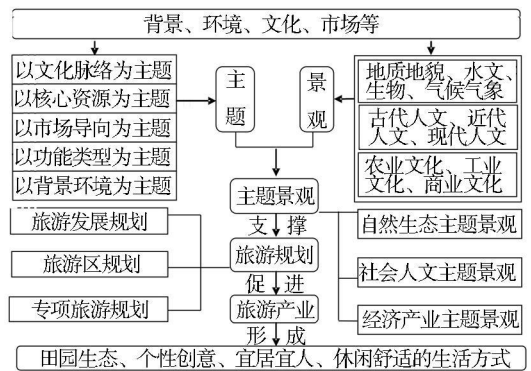 背景、环境、文化、市场等
以文化脉络为主题
以核心资源为主题
以市场导向为主题
以功能类型为主题
以背景环境为主题
主
题
景
观
地质地貌、水文、
生物、气候气象
古代人文、近代
人文、现代人文
农业文化、工业
文化、商业文化
主题景观
支 撑
旅游发展规划
旅游区规划
专项旅游规划
旅游规划
自然生态主题景观
社会人文主题景观
经济产业主题景观
促 进
旅游产业
形 成
田园生态、个性创意、宜居宜人、休闲舒适的生活方式